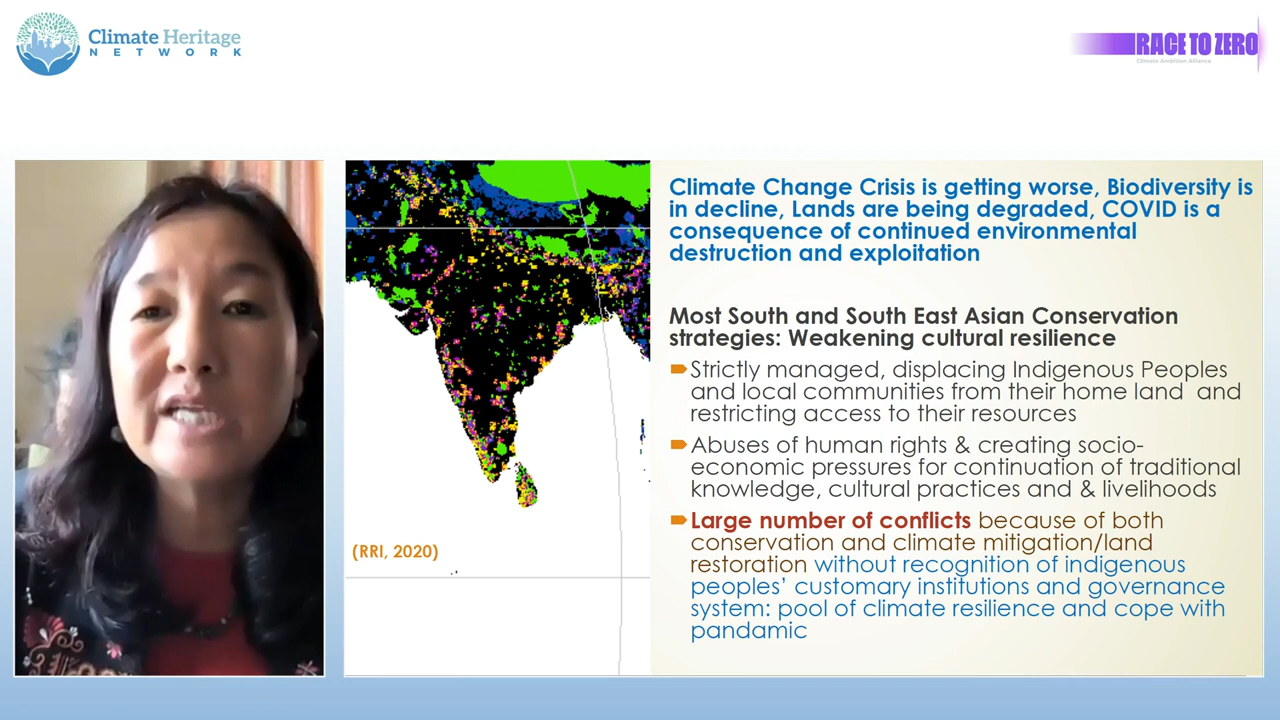 Climate Heritage
NETWORK
RACE TO ZERO
Climate Ambition Alliance
Climate Change Crisis is getting worse, Biodiversity is
in decline, Lands are being degraded, COVID is a
consequence of continued environmental
destruction and exploitation
Most South and South East Asian Conservation
strategies: Weakening cultural resilience
Strictly managed, displacing Indigenous Peoples
and local communities from their home land and
restricting access to their resources
Abuses of human rights & creating socio-
economic pressures for continuation of traditional
knowledge, cultural practices and & livelihoods
Large number of conflicts because of both
conservation and climate mitigation/land
restoration without recognition of indigenous
peoples’ customary institutions and governance
system: pool of climate resilience and cope with
pandamic
(RRI, 2020)